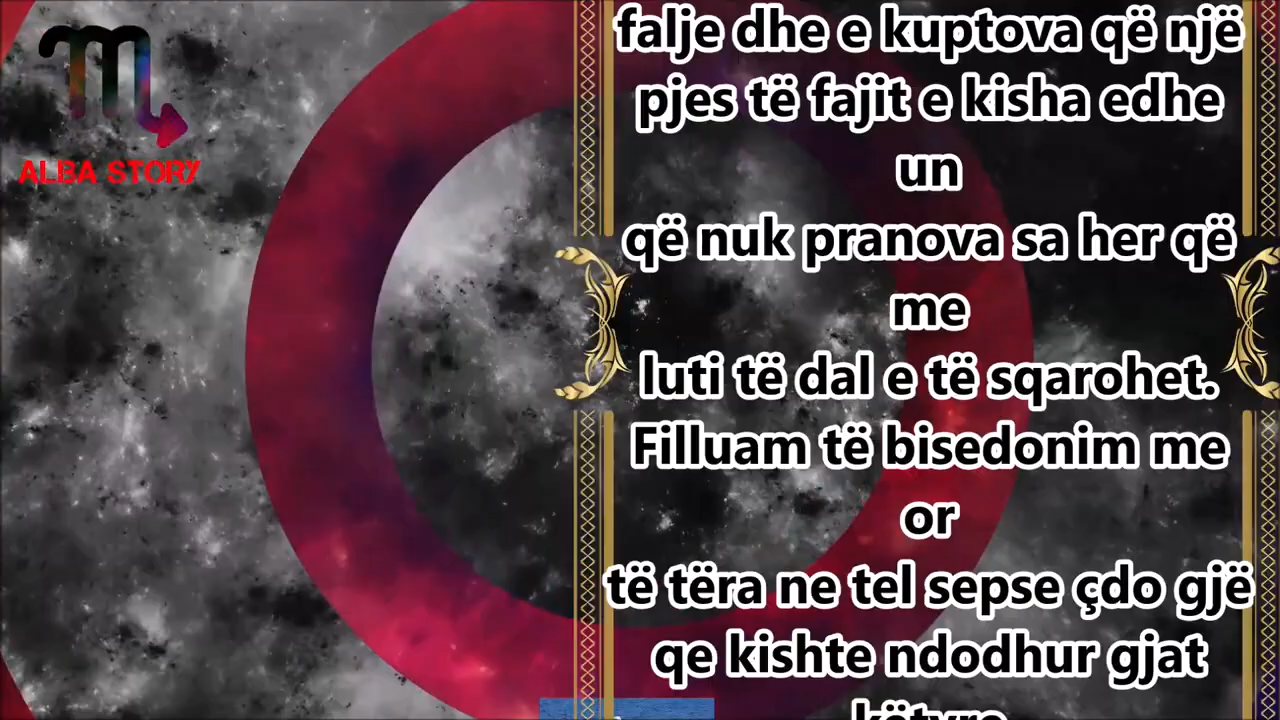 ALBA STORY
falje dhe e kuptova që një
pjes të fajit e kisha edhe
un
që nuk pranova sa her që
me
luti të dal e të sqarohet.
Filluam të bisedonim me
or
të tëra ne tel sepse çdo gjë
qe kishte ndodhur gjat